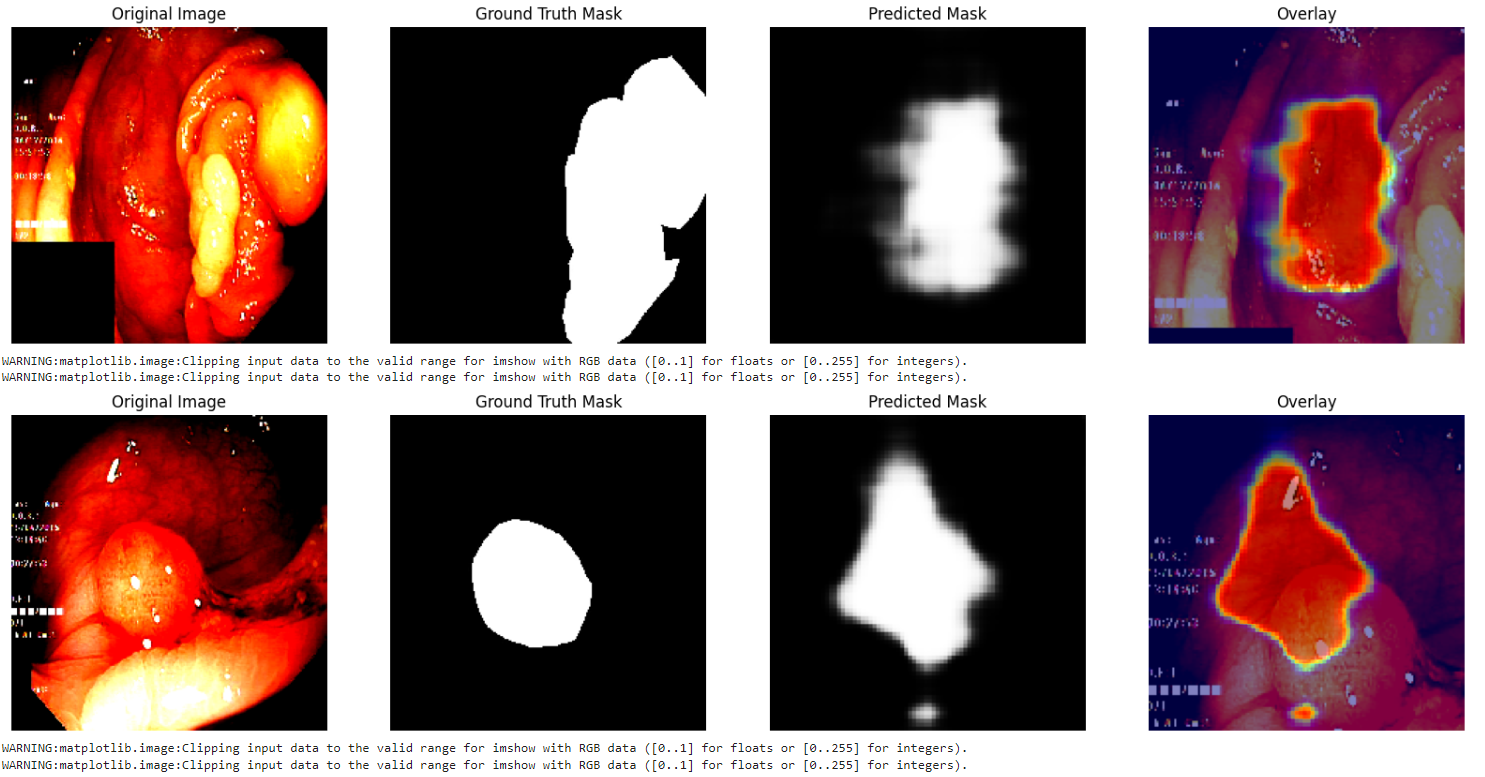 Original Image Ground Truth Mask Predicted Mask Overlay
WARNING:matplotlib.image:Clipping input data to the valid range for imshow with RGB data ([0..1] for floats or [0..255] for integers).
WARNING:matplotlib.image:Clipping input data to the valid range for imshow with RGB data ([0..1] for floats or [0..255] for integers).
Original Image Ground Truth Mask Predicted Mask Overlay
WARNING:matplotlib.image:Clipping input data to the valid range for imshow with RGB data ([0..1] for floats or [0..255] for integers).
WARNING:matplotlib.image:Clipping input data to the valid range for imshow with RGB data ([0..1] for floats or [0..255] for integers).